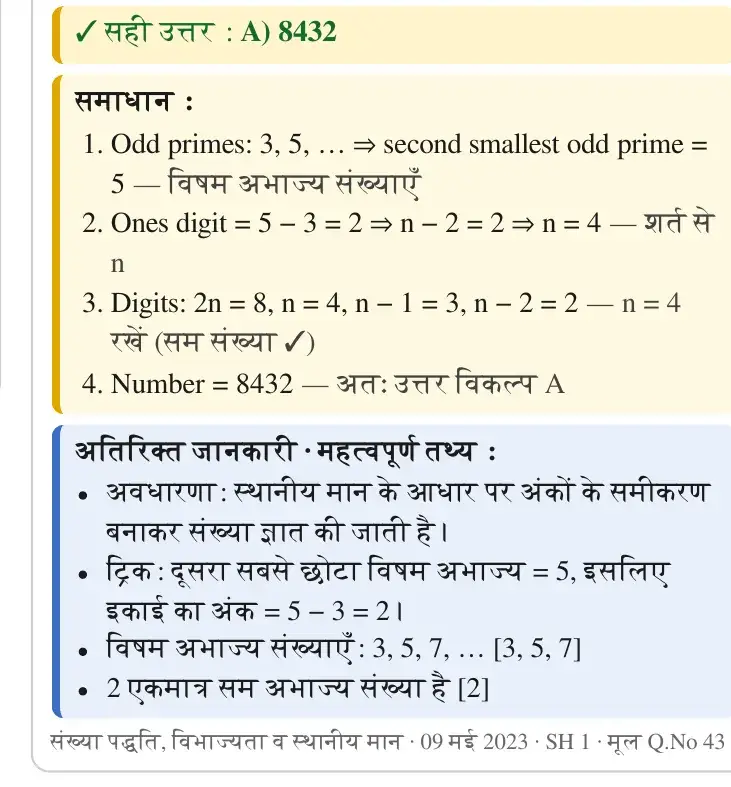 ✓ सही उत्तर : A) 8432
समाधान :
1. Odd primes: 3, 5, … ⇒ second smallest odd prime =
5 — विषम अभाज्य संख्याएँ
2. Ones digit = 5 − 3 = 2 ⇒ n − 2 = 2 ⇒ n = 4 — शर्त से
n
3. Digits: 2n = 8, n = 4, n − 1 = 3, n − 2 = 2 — n = 4
रखें (सम संख्या ✓)
4. Number = 8432 — अतः उत्तर विकल्प A
अतिरिक्त जानकारी · महत्वपूर्ण तथ्य :
• अवधारणा : स्थानीय मान के आधार पर अंकों के समीकरण
बनाकर संख्या ज्ञात की जाती है।
• ट्रिक : दूसरा सबसे छोटा विषम अभाज्य = 5, इसलिए
इकाई का अंक = 5 − 3 = 2।
• विषम अभाज्य संख्याएँ : 3, 5, 7, … [3, 5, 7]
• 2 एकमात्र सम अभाज्य संख्या है [2]
संख्या पद्धति, विभाज्यता व स्थानीय मान · 09 मई 2023 · SH 1 · मूल Q.No 43